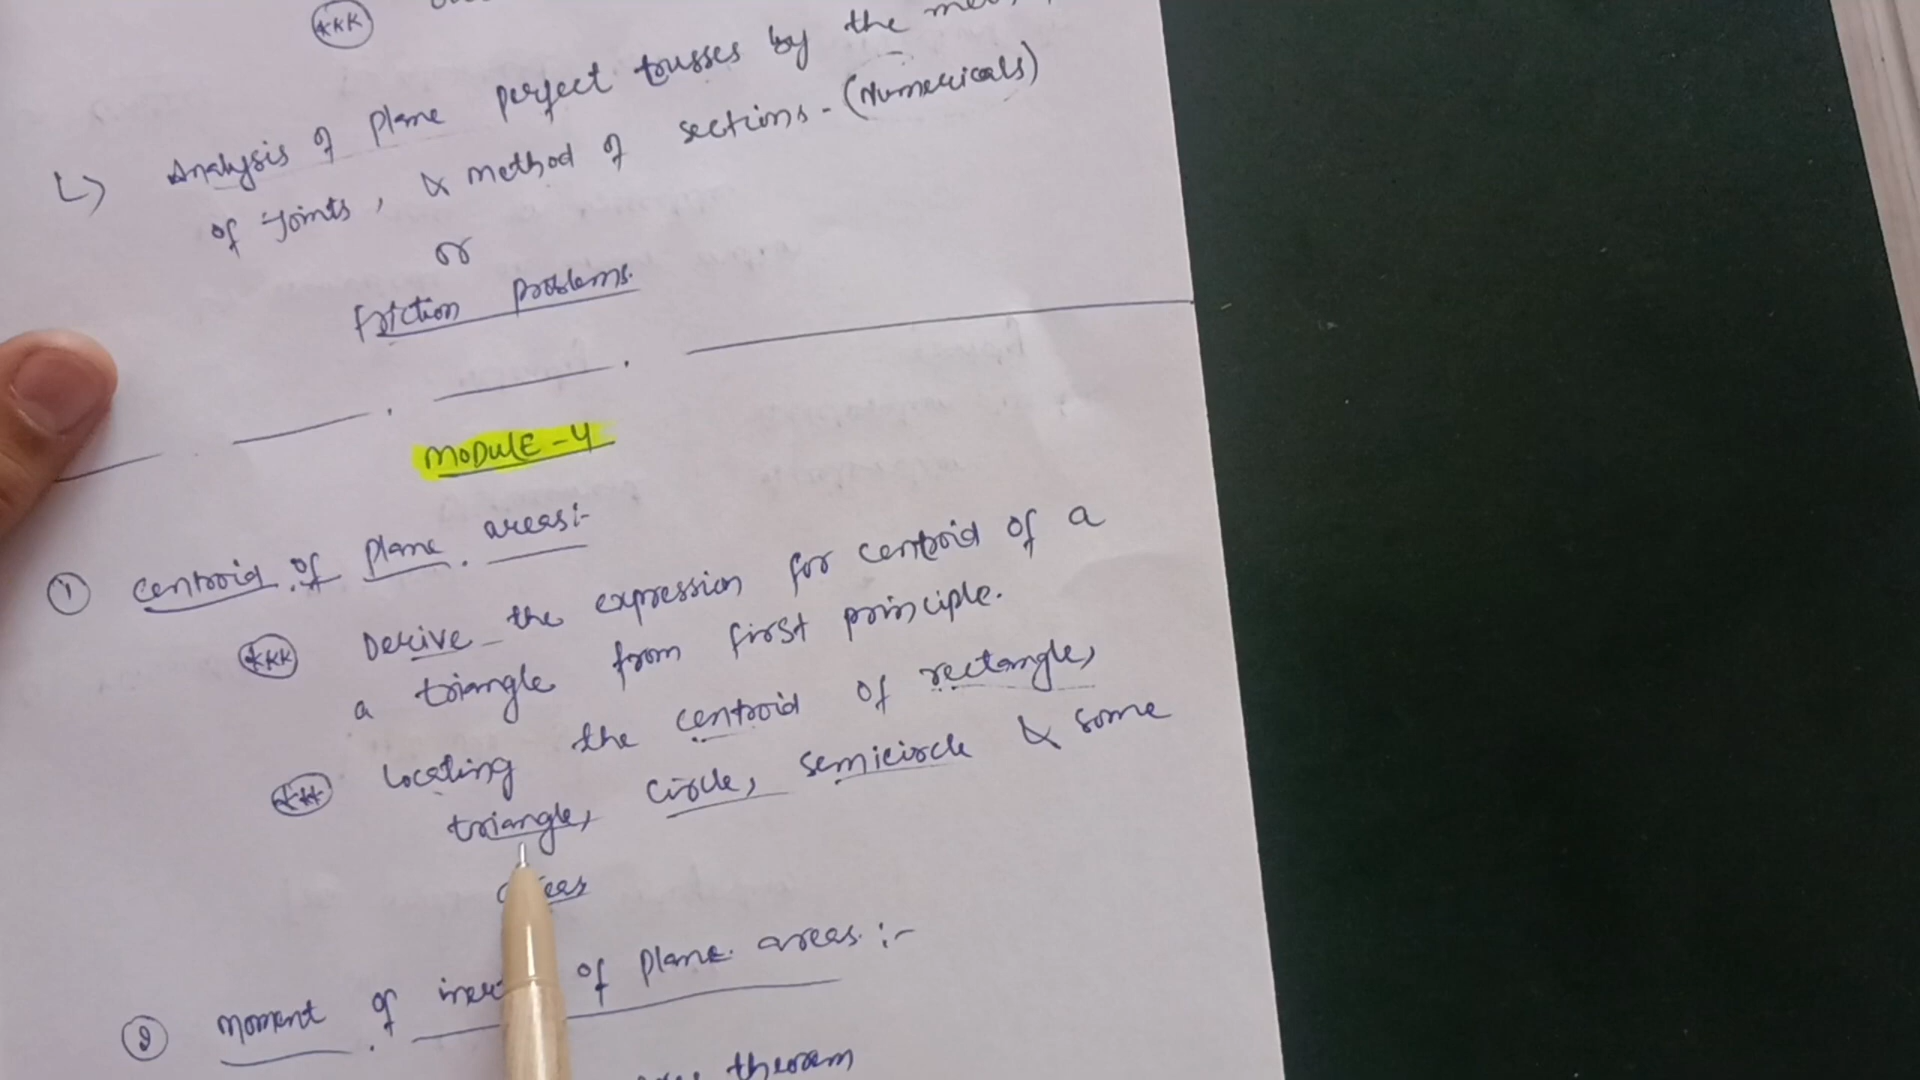 ***
Analysis of plane perfect trusses by the
of Joints, & method of sections - (Numericals)
or
friction problems.
MODULE - 4
① centroid of plane areas:-
*** Derive the expression for centroid of a
a triangle from first principle.
*** Locating the centroid of rectangle,
triangle, circle, semicircle & some
② moment of of plane areas :-
theorem